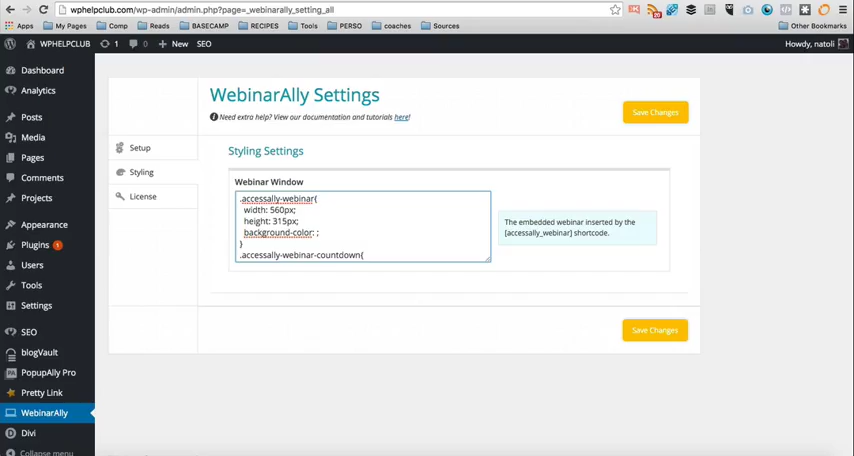 wphelpclub.com/wp-admin/admin.php?page=_webinarally_setting_all
Apps My Pages Comp Reads BASECAMP RECIPES Tools PERSO coaches Sources Other Bookmarks
WPHELPCLUB 1 0 + New SEO Howdy, natoli
Dashboard
Analytics
Posts
Media
Pages
Comments
Projects
Appearance
Plugins 1
Users
Tools
Settings
SEO
blogVault
PopupAlly Pro
Pretty Link
WebinarAlly
Divi
Collapse menu
WebinarAlly Settings
Need extra help? View our documentation and tutorials here!
Save Changes
Setup
Styling
License
Styling Settings
Webinar Window
.accessally-webinar{
width: 560px;
height: 315px;
background-color: ;
}
.accessally-webinar-countdown{
The embedded webinar inserted by the
[accessally_webinar] shortcode.
Save Changes